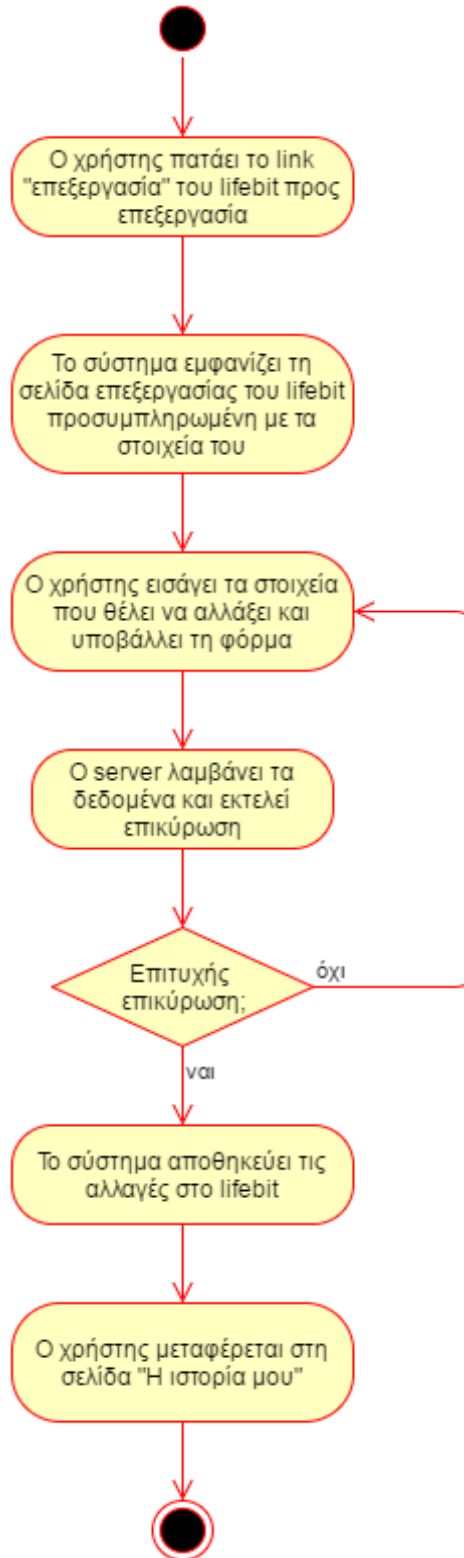 Ο χρήστης πατάει το link
"επεξεργασία" του lifebit προς
επεξεργασία
Το σύστημα εμφανίζει τη
σελίδα επεξεργασίας του lifebit
προσυμπληρωμένη με τα
στοιχεία του
Ο χρήστης εισάγει τα στοιχεία
που θέλει να αλλάξει και
υποβάλλει τη φόρμα
Ο server λαμβάνει τα
δεδομένα και εκτελεί
επικύρωση
Επιτυχής
επικύρωση;
όχι
ναι
Το σύστημα αποθηκεύει τις
αλλαγές στο lifebit
Ο χρήστης μεταφέρεται στη
σελίδα "Η ιστορία μου"